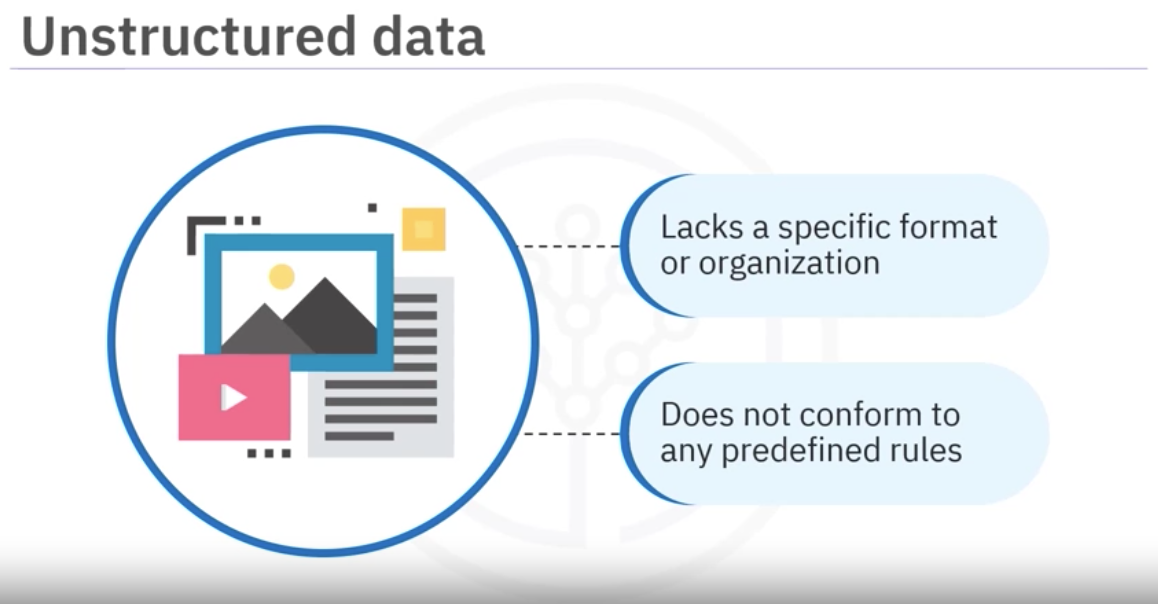 Unstructured data
Lacks a specific format
or organization
Does not conform to
any predefined rules